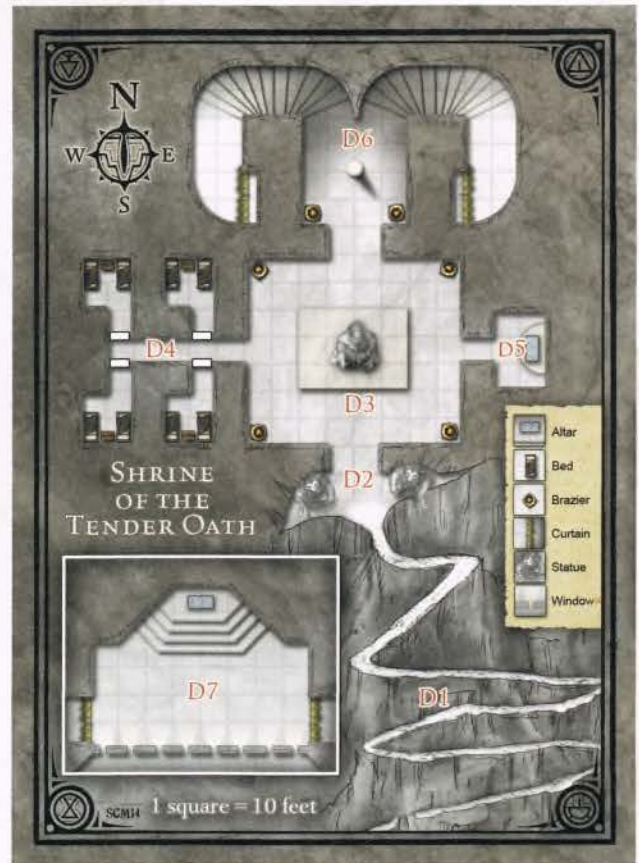 N
W E
S
D6
D4
D5
D3
D2
SHRINE
OF THE
TENDER OATH
Altar
Bed
Brazier
Curtain
Statue
Window
D7
D1
SCM14
1 square = 10 feet